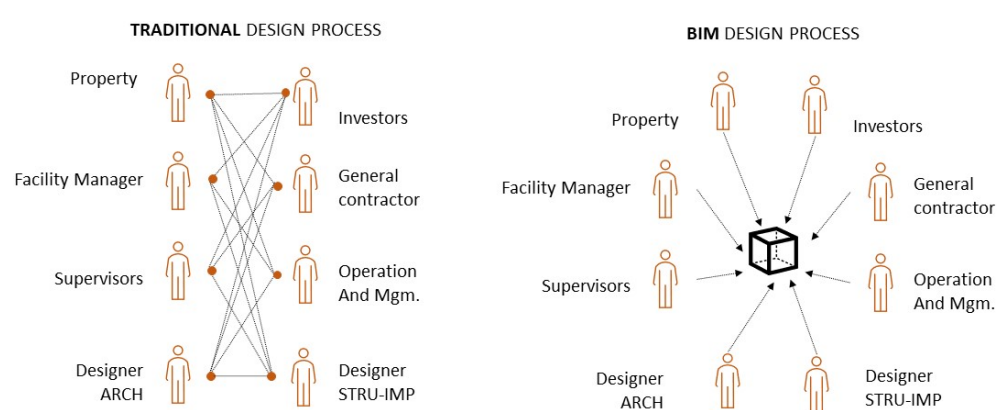 TRADITIONAL DESIGN PROCESS
Property
Investors
Facility Manager
General
contractor
Supervisors
Operation
And Mgm.
Designer
ARCH
Designer
STRU-IMP
BIM DESIGN PROCESS
Property
Investors
Facility Manager
General
contractor
Supervisors
Operation
And Mgm.
Designer
ARCH
Designer
STRU-IMP